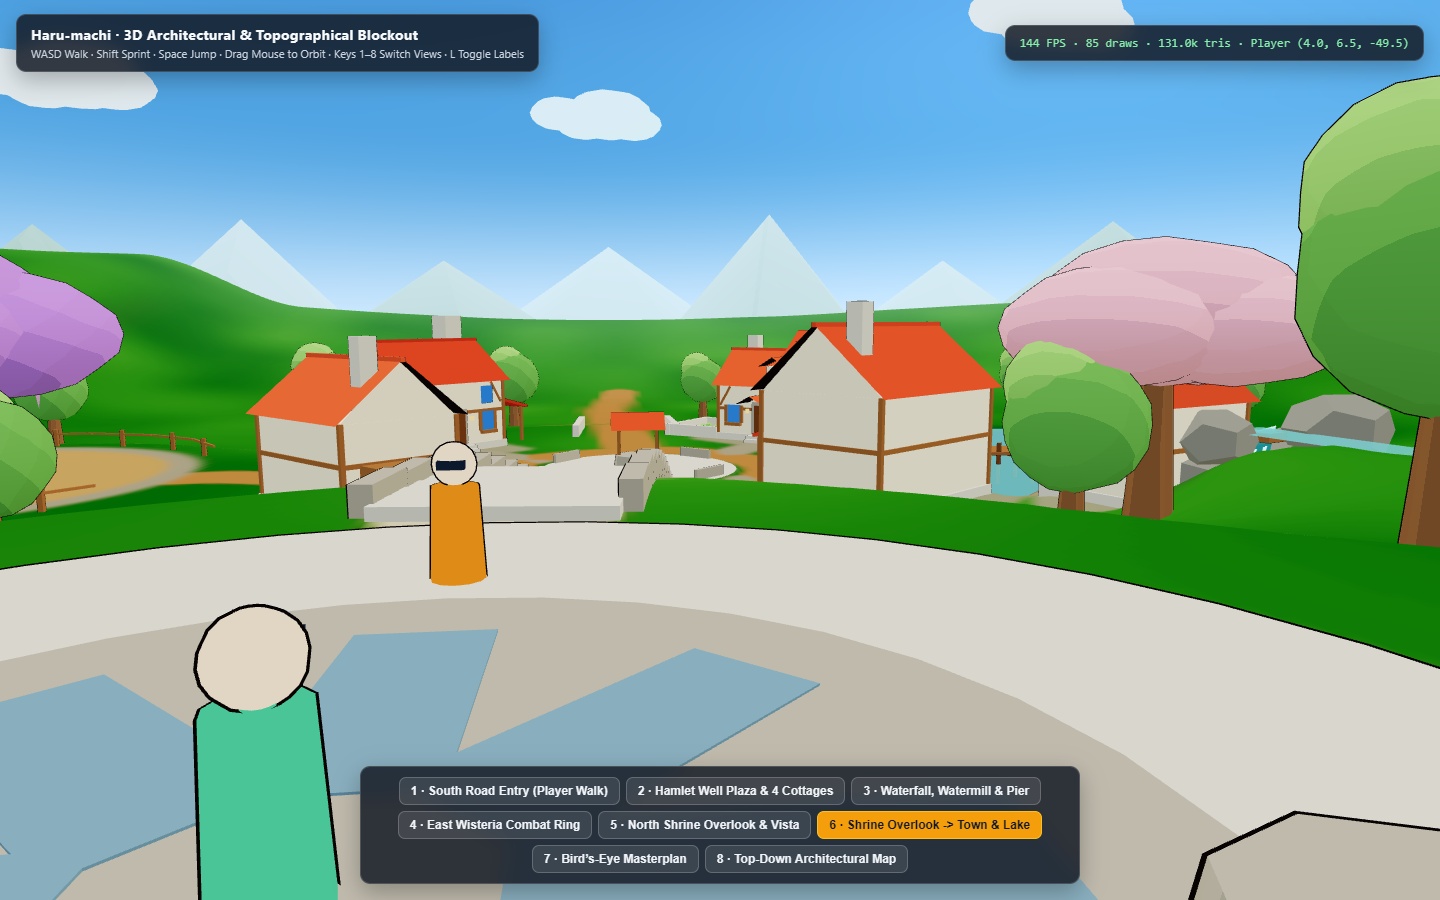 Haru-machi · 3D Architectural & Topographical Blockout
WASD Walk · Shift Sprint · Space Jump · Drag Mouse to Orbit · Keys 1–8 Switch Views · L Toggle Labels
144 FPS · 85 draws · 131.0k tris · Player (4.0, 6.5, -49.5)
1 · South Road Entry (Player Walk)
2 · Hamlet Well Plaza & 4 Cottages
3 · Waterfall, Watermill & Pier
4 · East Wisteria Combat Ring
5 · North Shrine Overlook & Vista
6 · Shrine Overlook -> Town & Lake
7 · Bird’s-Eye Masterplan
8 · Top-Down Architectural Map